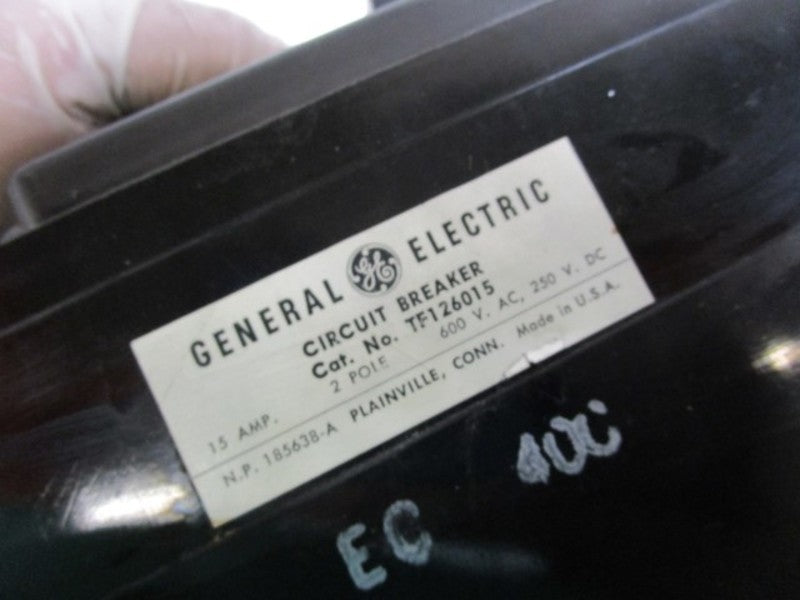 GENERAL GE ELECTRIC
CIRCUIT BREAKER
Cat. No. TF126015
15 AMP. 2 POLE 600 V. AC, 250 V. DC
N.P. 185638-A PLAINVILLE, CONN. Made in U.S.A.
EC